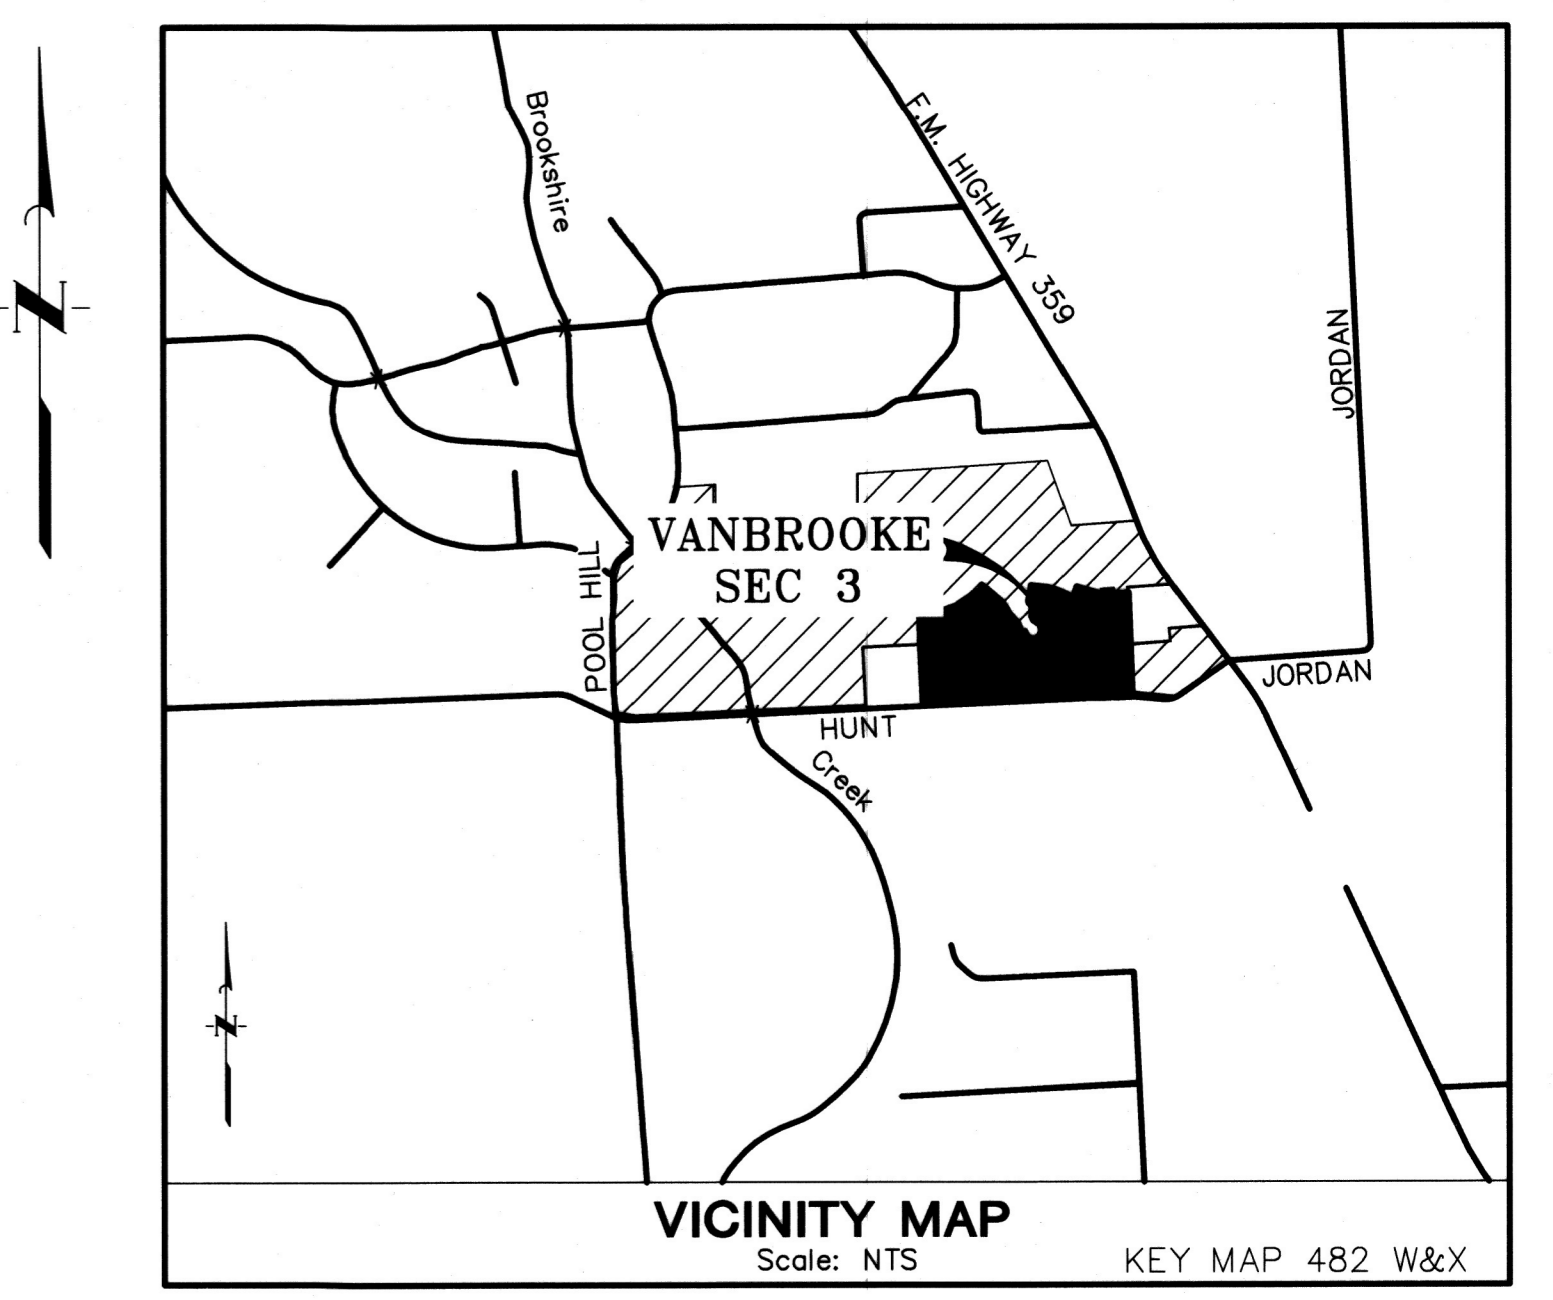 Brookshire
F.M. HIGHWAY 359
JORDAN
N
VANBROOKE
SEC 3
POOL HILL
JORDAN
HUNT
Creek
N
VICINITY MAP
Scale: NTS
KEY MAP 482 W&X